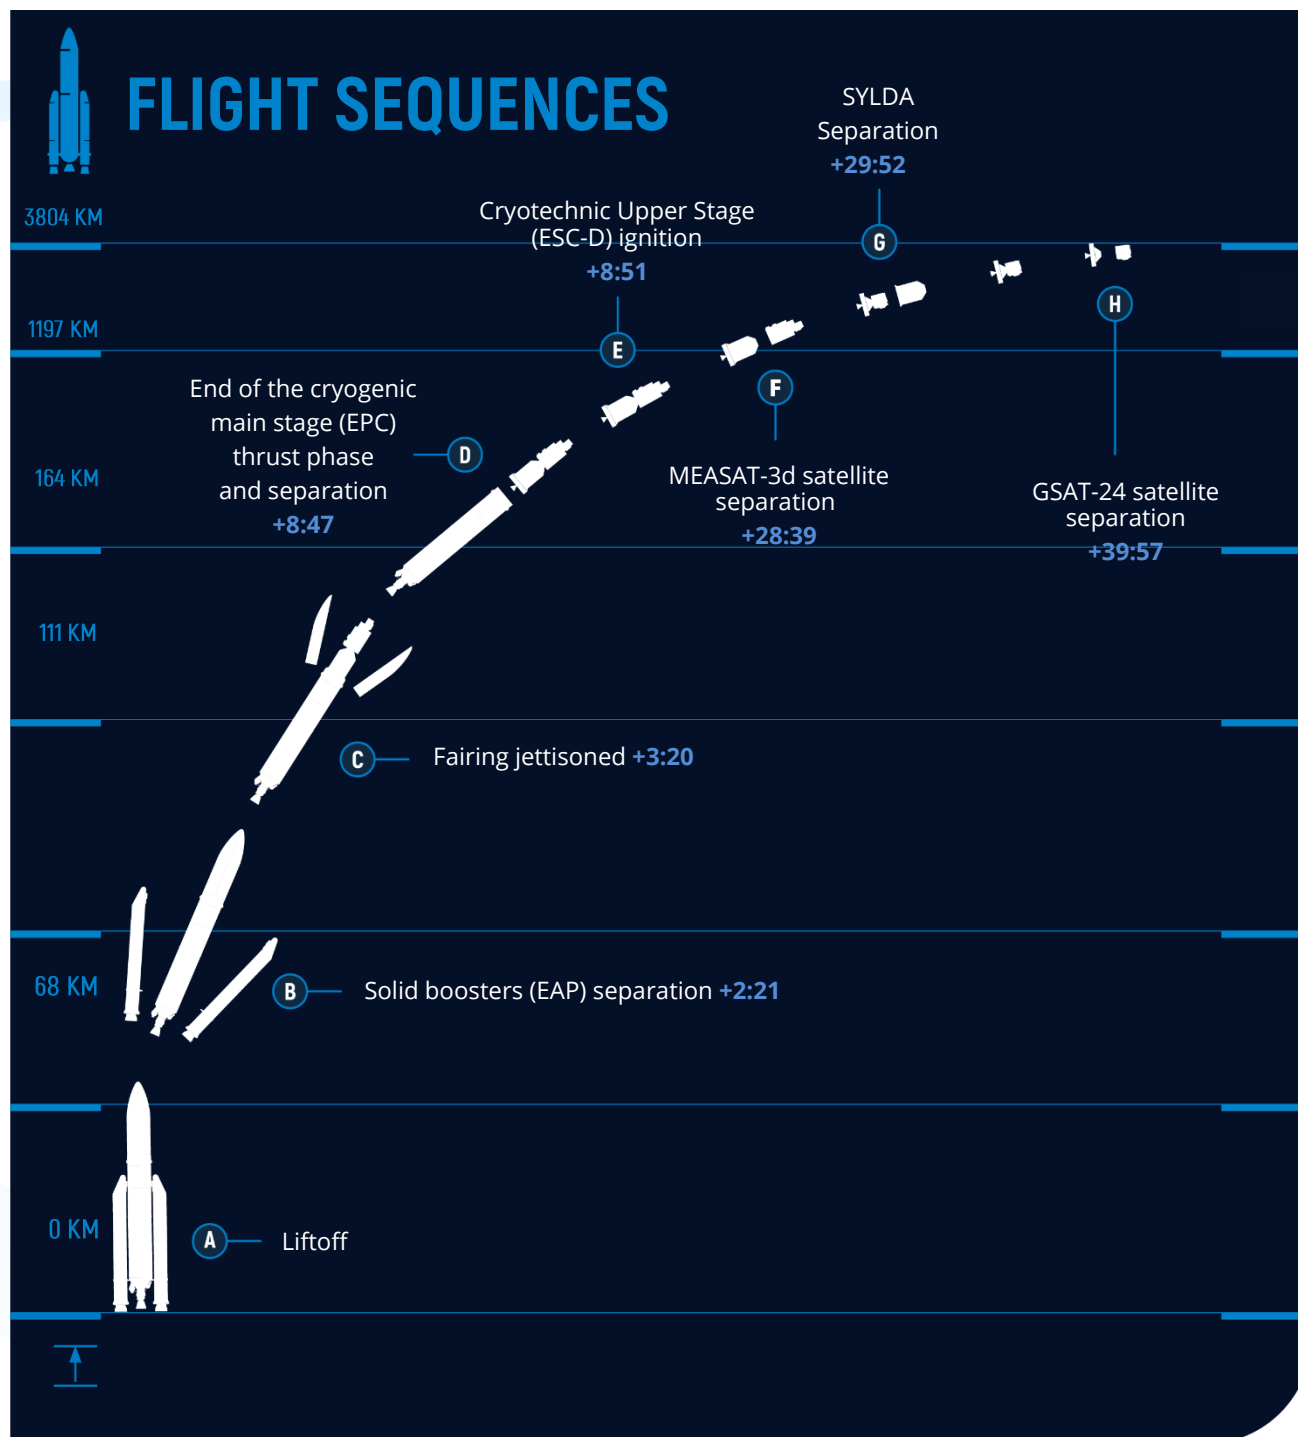 FLIGHT SEQUENCES
SYLDA
Separation
+29:52
3804 KM
Cryotechnic Upper Stage
(ESC-D) ignition
+8:51
G
H
1197 KM
E
End of the cryogenic
main stage (EPC)
thrust phase
and separation
+8:47
D
F
164 KM
MEASAT-3d satellite
separation
+28:39
GSAT-24 satellite
separation
+39:57
111 KM
C
Fairing jettisoned +3:20
68 KM
B
Solid boosters (EAP) separation +2:21
0 KM
A
Liftoff